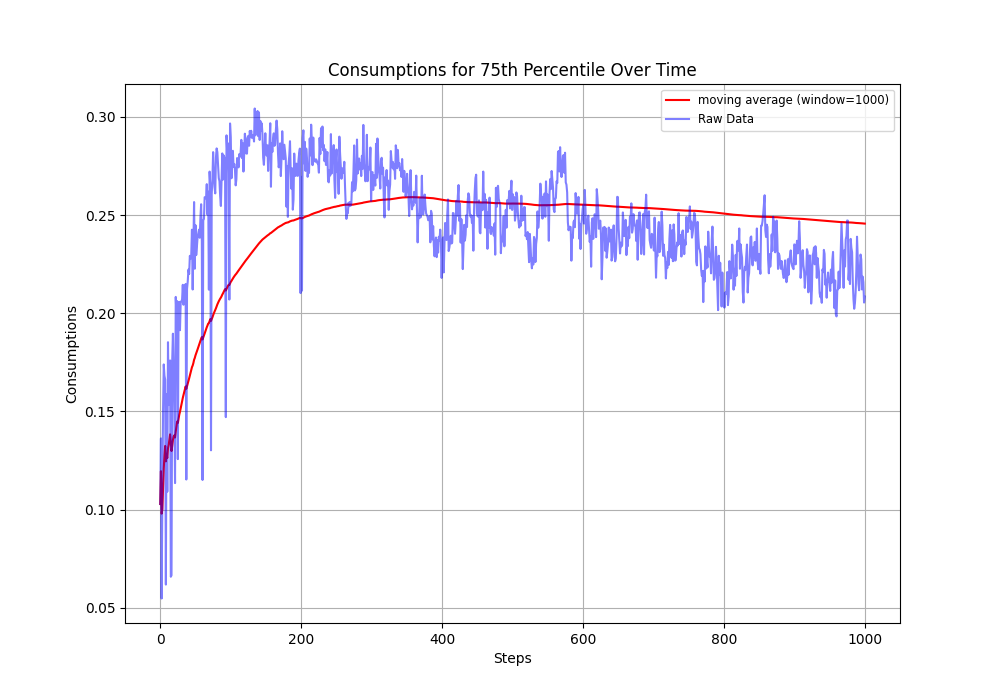 Consumptions for 75th Percentile Over Time
moving average (window=1000)
Raw Data
0.30
0.25
0.20
0.15
0.10
0.05
Consumptions
0 200 400 600 800 1000
Steps